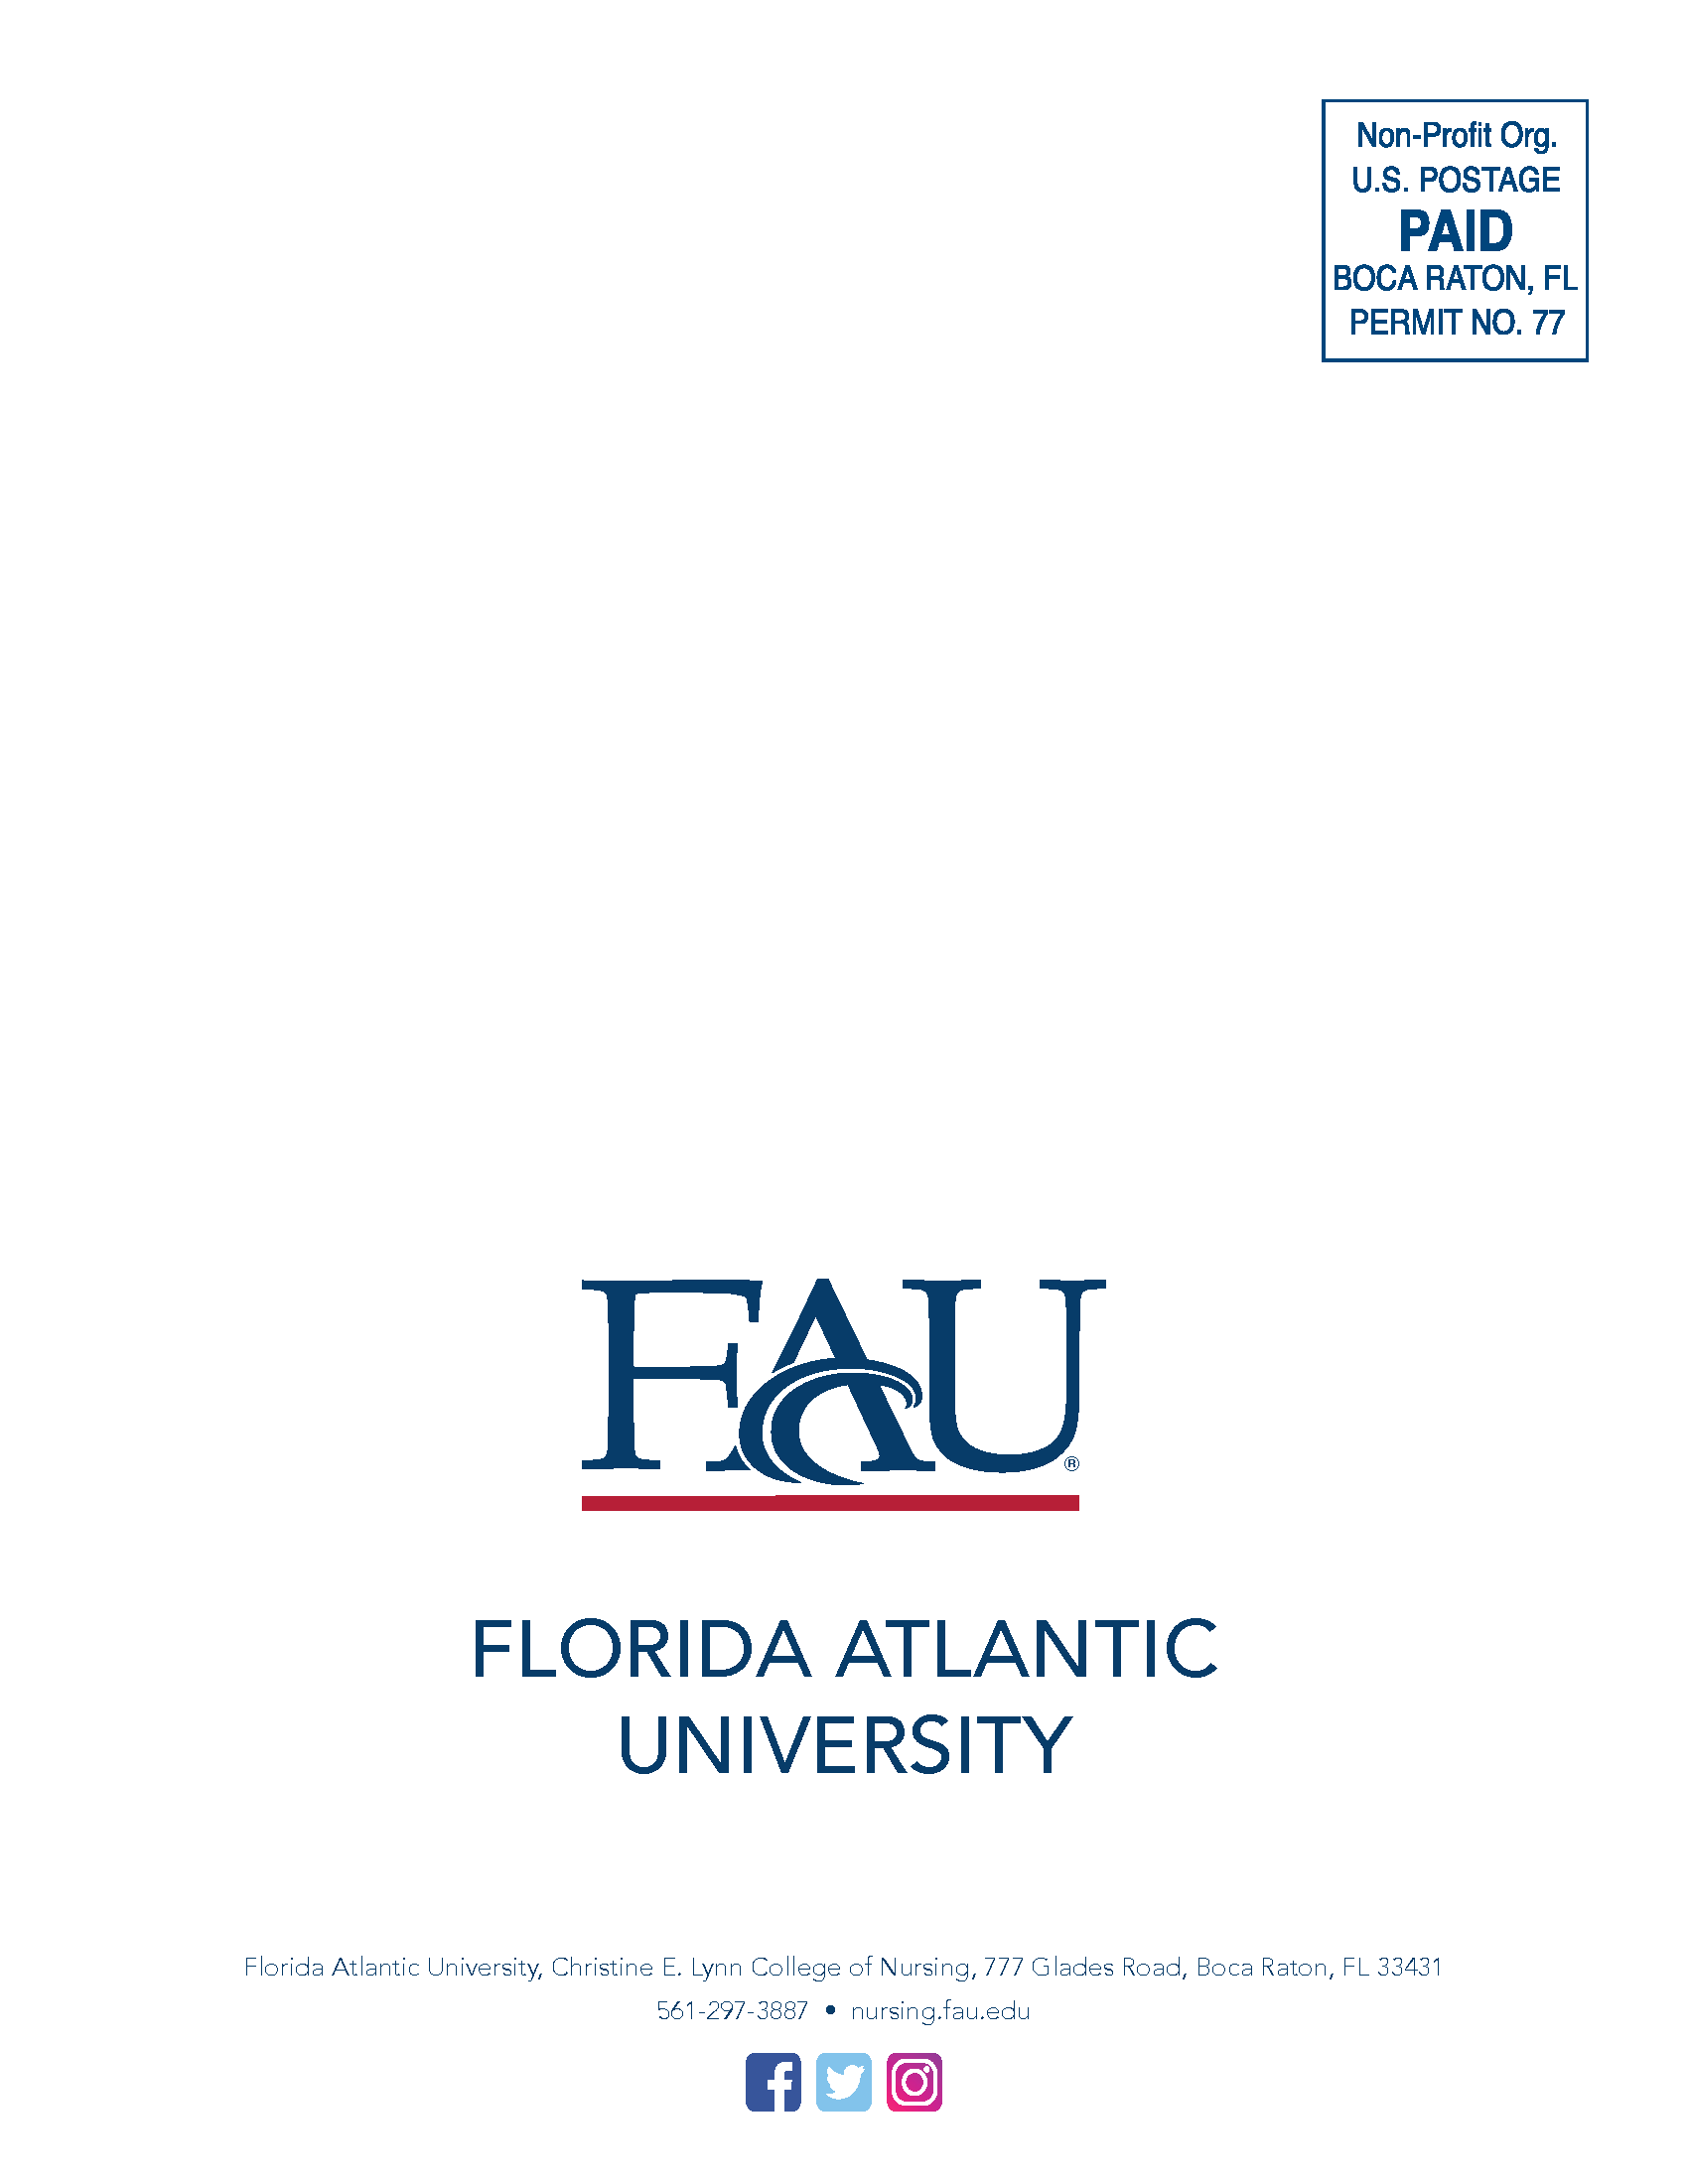 Non-Profit Org.
U.S. POSTAGE
PAID
BOCA RATON, FL
PERMIT NO. 77
FAU®
FLORIDA ATLANTIC
UNIVERSITY
Florida Atlantic University, Christine E. Lynn College of Nursing, 777 Glades Road, Boca Raton, FL 33431
561-297-3887 • nursing.fau.edu